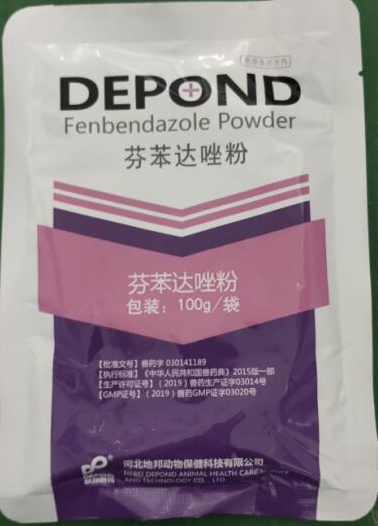 DEPOND
Fenbendazole Powder
芬苯达唑粉
芬苯达唑粉
包装：100g/袋
【批准文号】兽药字 030141189
【执行标准】《中华人民共和国兽药典》2015版一部
【生产许可证号】（2019）兽药生产证字03014号
【GMP证号】（2019）兽药GMP证字03020号
DEPOND
河北地邦动物保健科技有限公司
HEBEI DEPOND ANIMAL HEALTH CARE
AND TECHNOLOGY CO., LTD